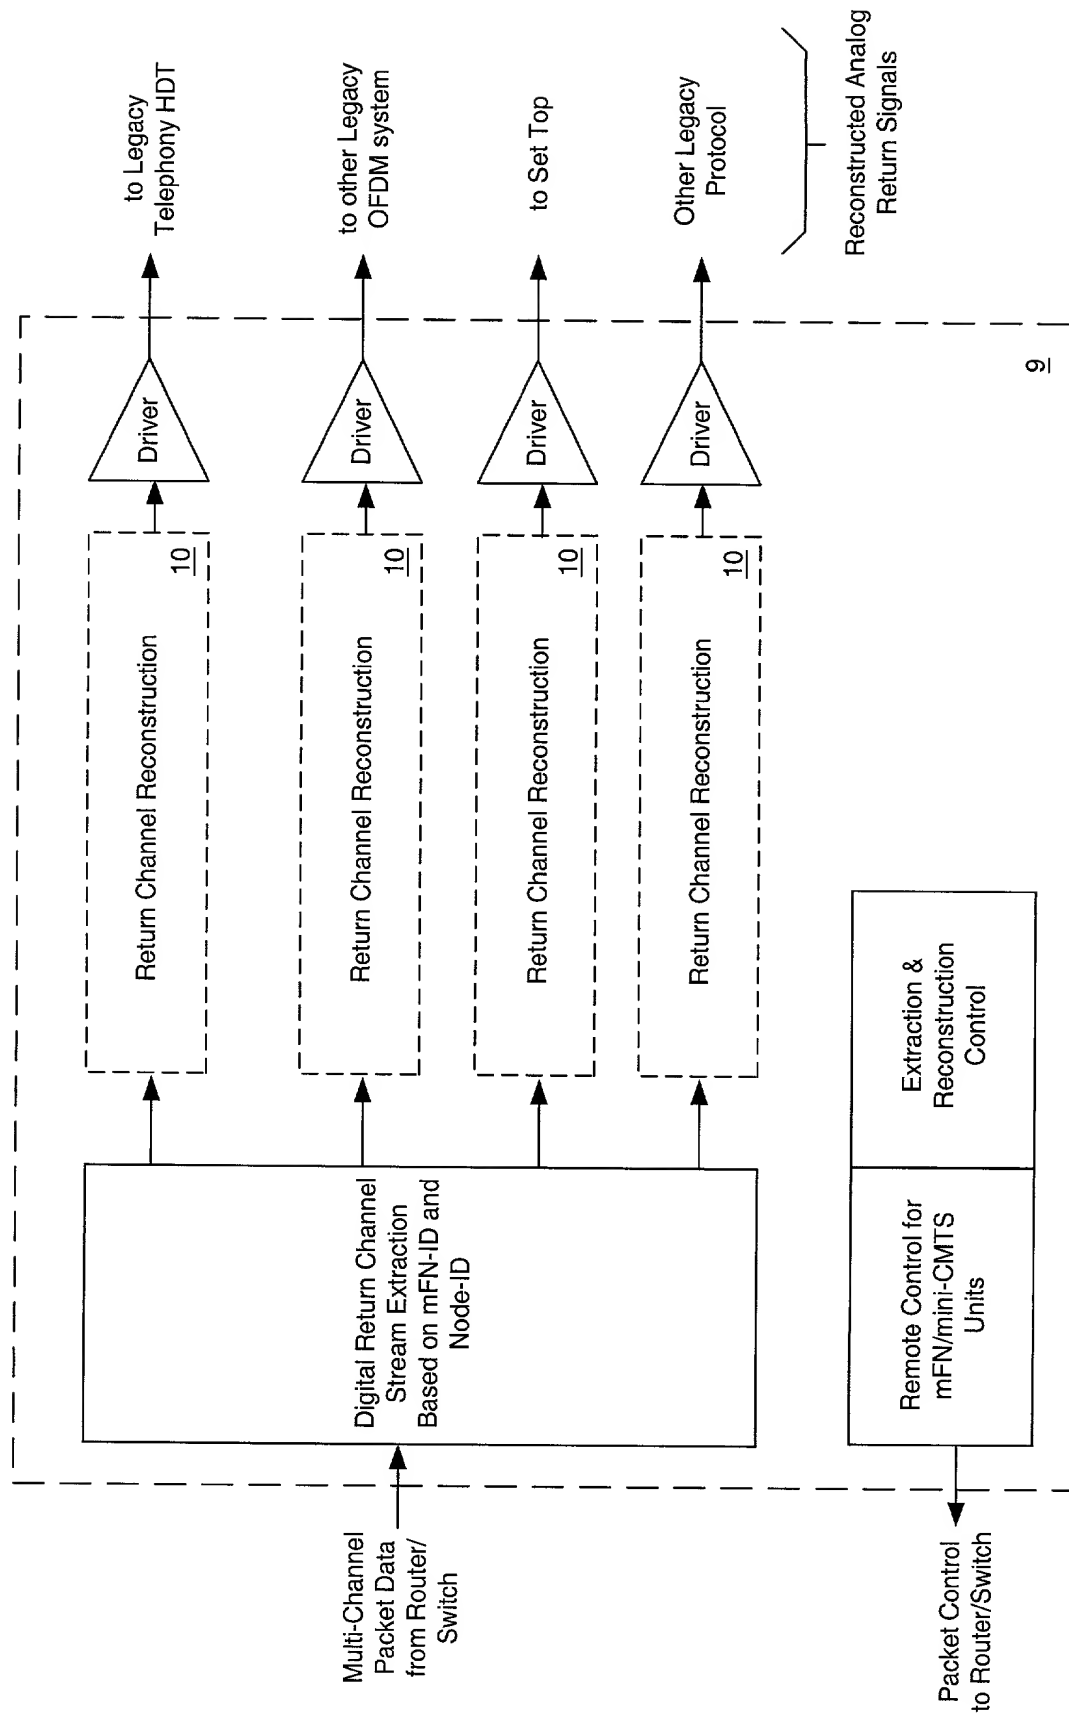 Multi-Channel
Packet Data
from Router/
Switch
Digital Return Channel
Stream Extraction
Based on mFN-ID and
Node-ID
Return Channel Reconstruction
10
Driver
to Legacy
Telephony HDT
Return Channel Reconstruction
10
Driver
to other Legacy
OFDM system
Return Channel Reconstruction
10
Driver
to Set Top
Return Channel Reconstruction
10
Driver
Other Legacy
Protocol
Reconstructed Analog
Return Signals
Packet Control
to Router/Switch
Remote Control for
mFN/mini-CMTS
Units
Extraction &
Reconstruction
Control
9